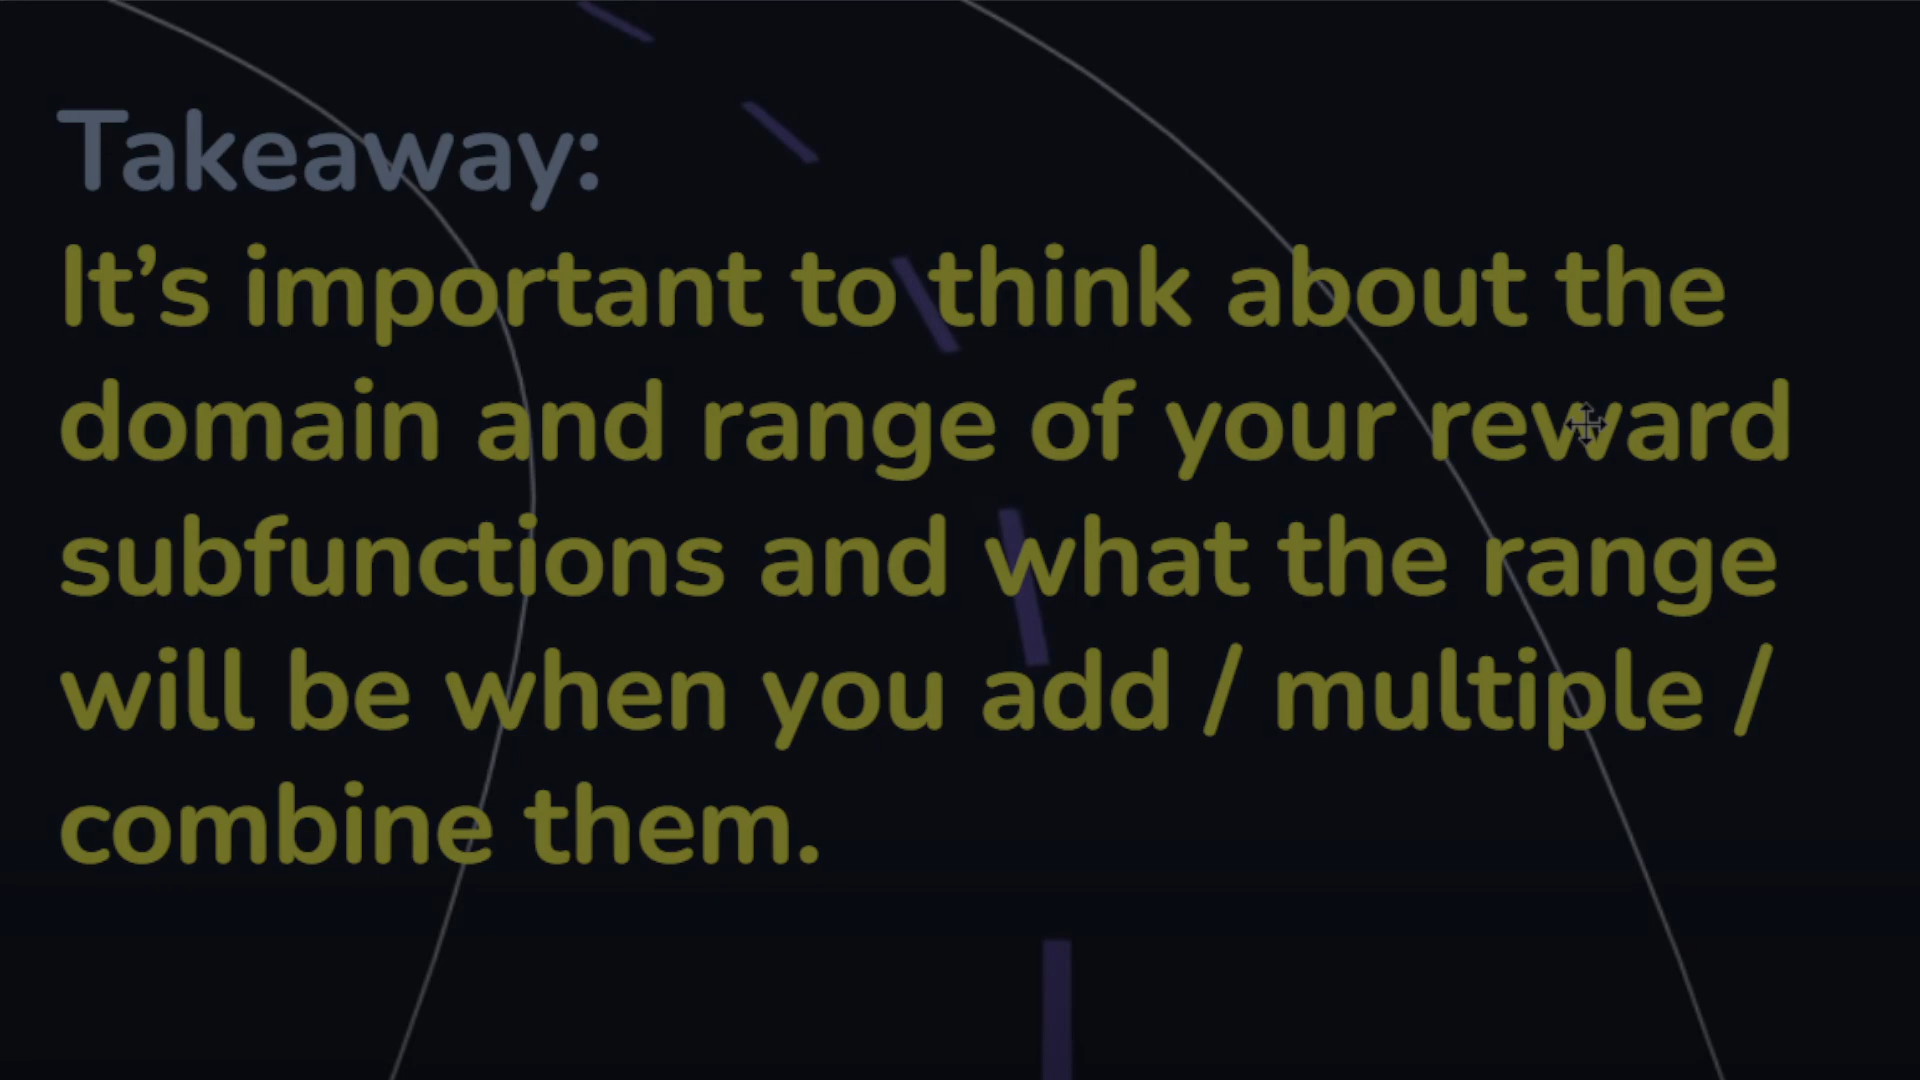 Takeaway:
It’s important to think about the
domain and range of your reward
subfunctions and what the range
will be when you add / multiple /
combine them.